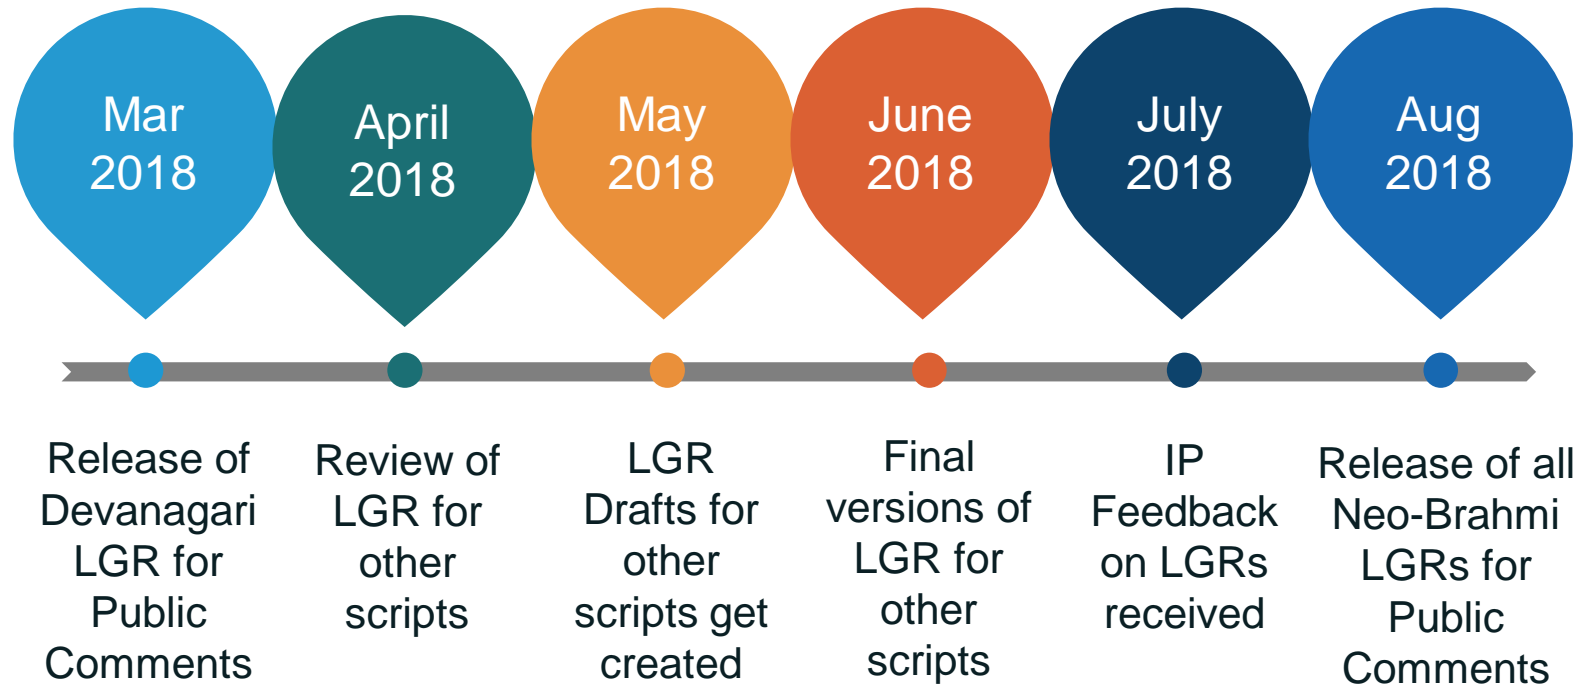 Mar
2018
April
2018
May
2018
June
2018
July
2018
Aug
2018
Release of
Devanagari
LGR for
Public
Comments
Review of
LGR for
other
scripts
LGR
Drafts for
other
scripts get
created
Final
versions of
LGR for
other
scripts
IP
Feedback
on LGRs
received
Release of all
Neo-Brahmi
LGRs for
Public
Comments